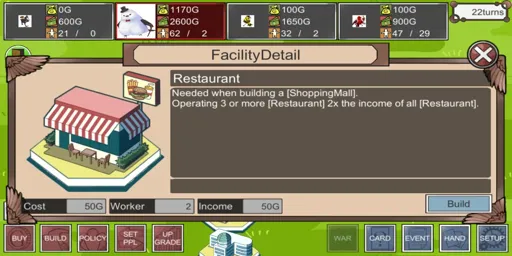 0G
600G
21 / 0
1170G
2600G
62 / 2
100G
1650G
32 / 2
100G
900G
47 / 29
22turns
FacilityDetail
Restaurant
Needed when building a [ShoppingMall].
Operating 3 or more [Restaurant] 2x the income of all [Restaurant].
Cost 50G Worker 2 Income 50G
Build
BUY
BUILD
POLICY
SET
PPL
UP
GRADE
WAR
CARD
EVENT
HAND
SETUP